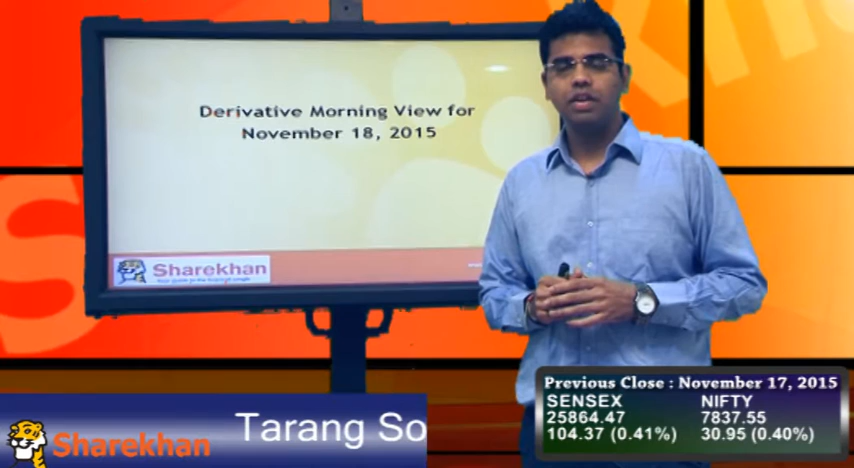 Derivative Morning View for
November 18, 2015
Sharekhan
Previous Close : November 17, 2015
SENSEX NIFTY
25864.47 7837.55
104.37 (0.41%) 30.95 (0.40%)
Sharekhan
Tarang So